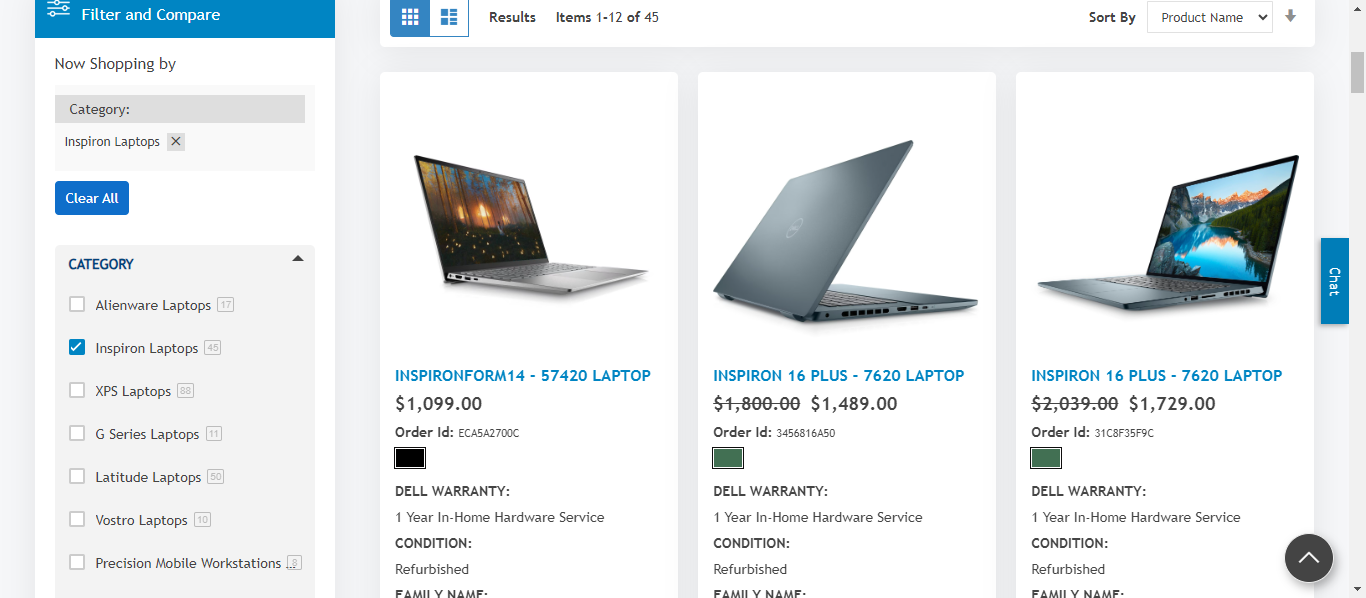 Filter and Compare
Results Items 1-12 of 45
Sort By Product Name
Now Shopping by
Category:
Inspiron Laptops
Clear All
CATEGORY
Alienware Laptops 17
Inspiron Laptops 45
XPS Laptops 88
G Series Laptops 11
Latitude Laptops 50
Vostro Laptops 10
Precision Mobile Workstations ...
INSPIRONFORM14 - 57420 LAPTOP
$1,099.00
Order Id: ECA5A2700C
DELL WARRANTY:
1 Year In-Home Hardware Service
CONDITION:
Refurbished
FAMILY NAME:
INSPIRON 16 PLUS - 7620 LAPTOP
$1,800.00 $1,489.00
Order Id: 3456816A50
DELL WARRANTY:
1 Year In-Home Hardware Service
CONDITION:
Refurbished
FAMILY NAME:
INSPIRON 16 PLUS - 7620 LAPTOP
$2,039.00 $1,729.00
Order Id: 31C8F35F9C
DELL WARRANTY:
1 Year In-Home Hardware Service
CONDITION:
Refurbished
FAMILY NAME:
Chat